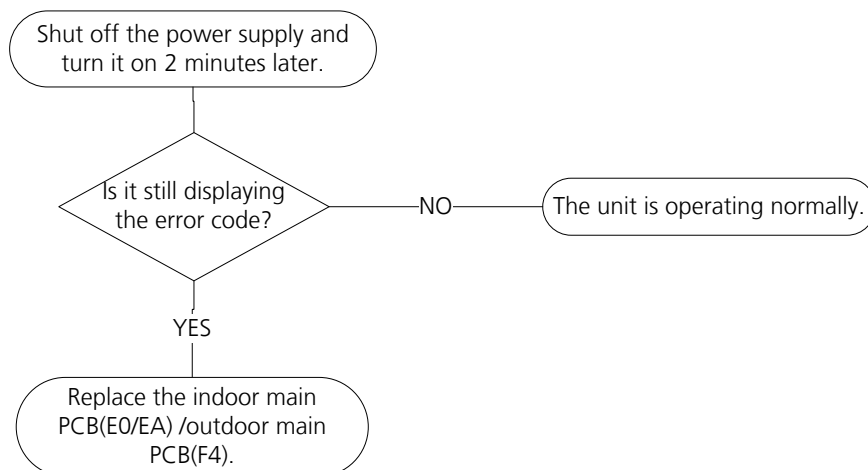 Shut off the power supply and
turn it on 2 minutes later.
Is it still displaying
the error code?
NO
The unit is operating normally.
YES
Replace the indoor main
PCB(E0/EA) /outdoor main
PCB(F4).